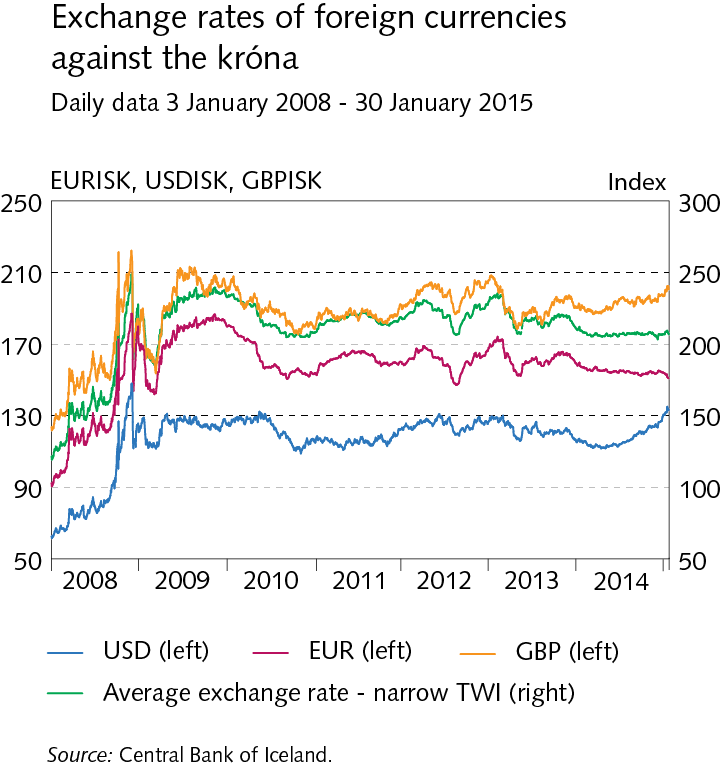 Exchange rates of foreign currencies
against the króna
Daily data 3 January 2008 - 30 January 2015
EURISK, USDISK, GBPISK Index
250 300
210 250
170 200
130 150
90 100
50 50
2008 2009 2010 2011 2012 2013 2014
USD (left) EUR (left) GBP (left)
Average exchange rate - narrow TWI (right)
Source: Central Bank of Iceland.